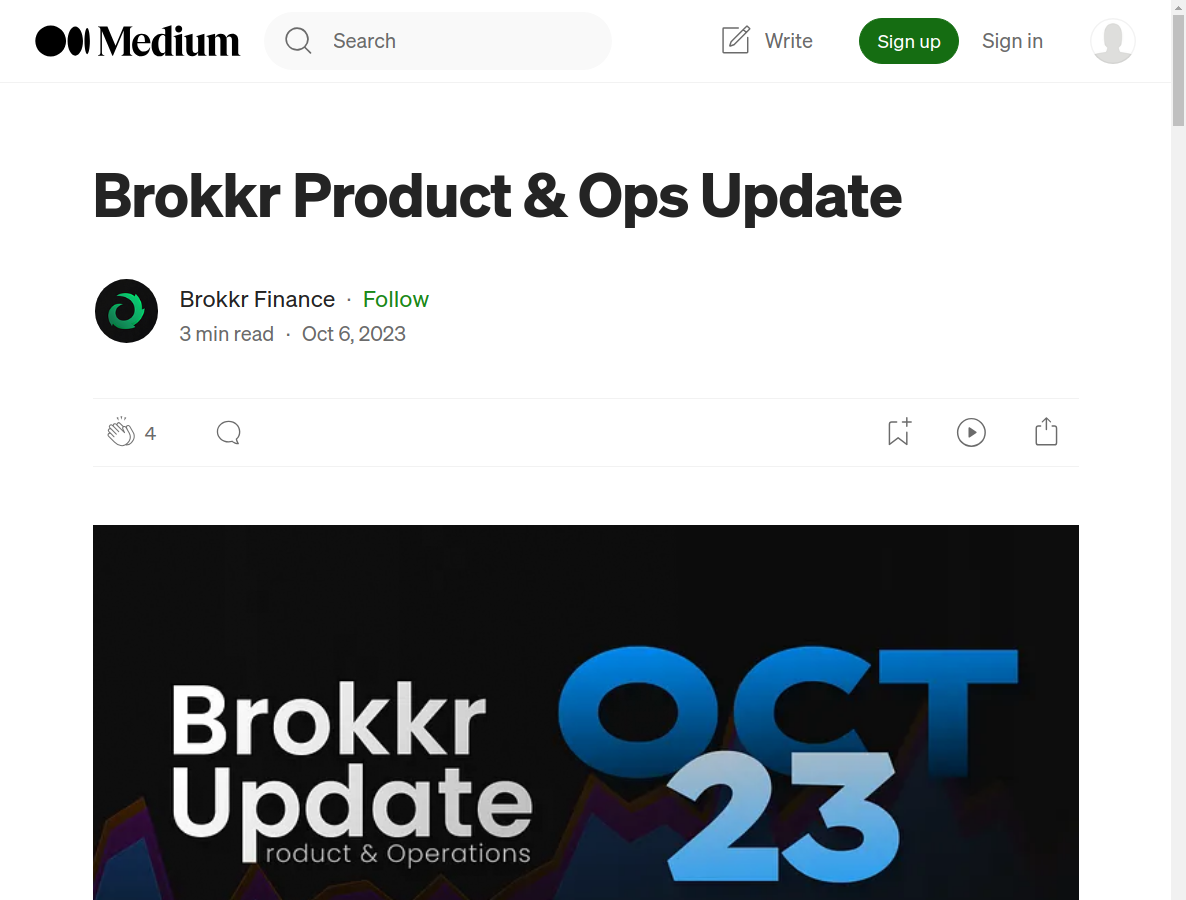 Medium
Search
Write
Sign up
Sign in
Brokkr Product & Ops Update
Brokkr Finance · Follow
3 min read · Oct 6, 2023
4
Brokkr
Update
roduct & Operations
OCT
23